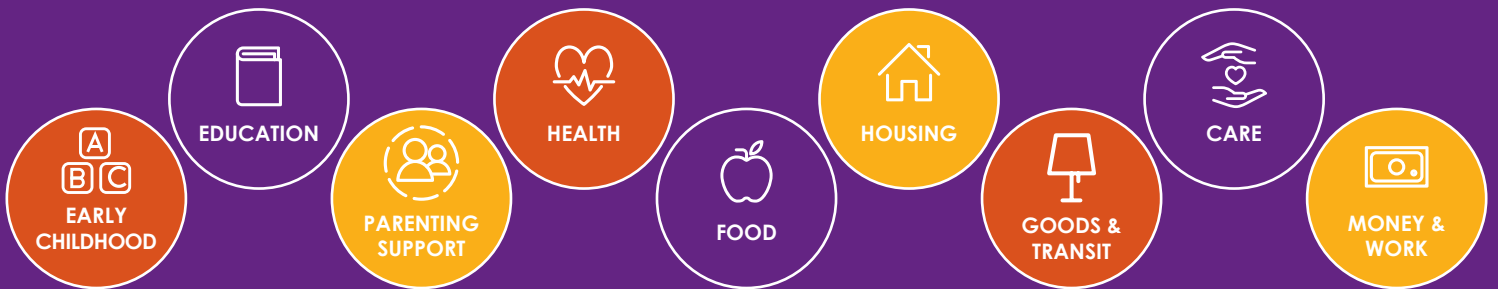 A
B C
EARLY
CHILDHOOD
EDUCATION
PARENTING
SUPPORT
HEALTH
FOOD
HOUSING
GOODS &
TRANSIT
CARE
MONEY &
WORK